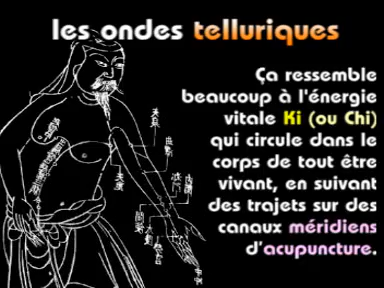 les ondes telluriques
Ça ressemble
beaucoup à l'énergie
vitale Ki (ou Chi)
qui circule dans le
corps de tout être
vivant, en suivant
des trajets sur des
canaux méridiens
d'acupuncture.